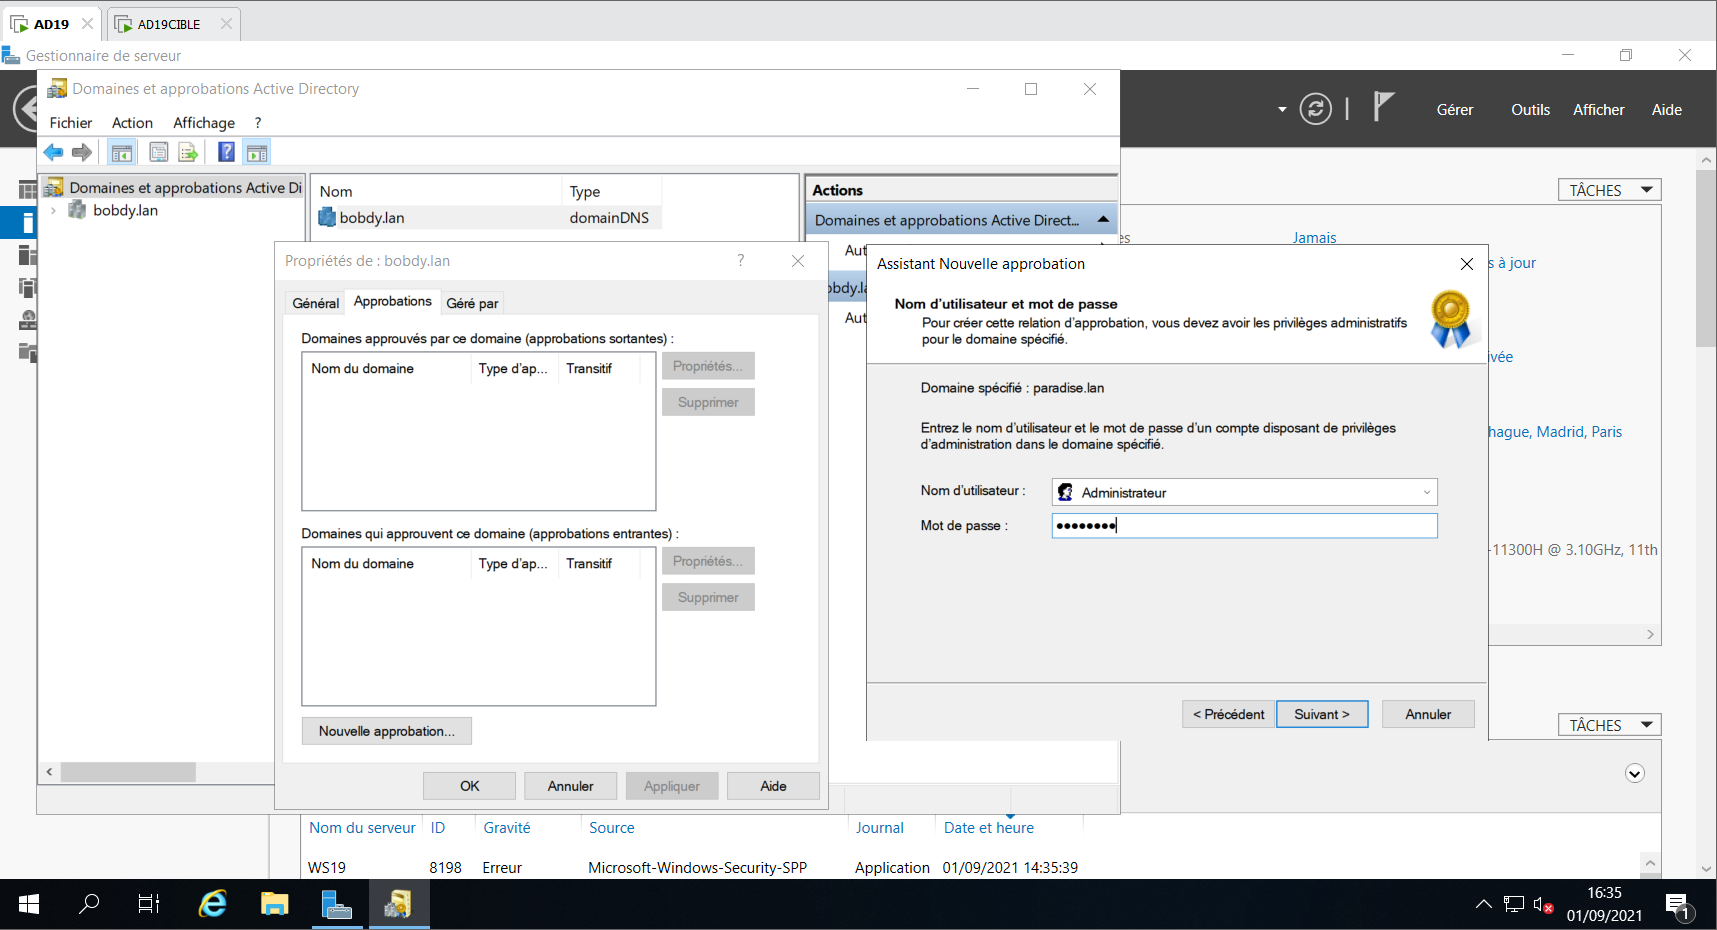 AD19
AD19CIBLE
Gestionnaire de serveur
Domaines et approbations Active Directory
Gérer Outils Afficher Aide
Fichier Action Affichage ?
Domaines et approbations Active Di
bobdy.lan
Nom Type
bobdy.lan domainDNS
Actions
Domaines et approbations Active Direct...
Aut
obdy.la
Aut
TÂCHES
es Jamais
s à jour
ivée
hague, Madrid, Paris
-11300H @ 3.10GHz, 11th
Propriétés de : bobdy.lan ?
Général Approbations Géré par
Domaines approuvés par ce domaine (approbations sortantes) :
Nom du domaine Type d'ap... Transitif
Propriétés...
Supprimer
Domaines qui approuvent ce domaine (approbations entrantes) :
Nom du domaine Type d'ap... Transitif
Propriétés...
Supprimer
Nouvelle approbation...
OK Annuler Appliquer Aide
Assistant Nouvelle approbation
Nom d'utilisateur et mot de passe
Pour créer cette relation d'approbation, vous devez avoir les privilèges administratifs
pour le domaine spécifié.
Domaine spécifié : paradise.lan
Entrez le nom d'utilisateur et le mot de passe d'un compte disposant de privilèges
d'administration dans le domaine spécifié.
Nom d'utilisateur : Administrateur
Mot de passe : ●●●●●●●●
< Précédent Suivant > Annuler
TÂCHES
Nom du serveur ID Gravité Source Journal Date et heure
WS19 8198 Erreur Microsoft-Windows-Security-SPP Application 01/09/2021 14:35:39
16:35
01/09/2021
1